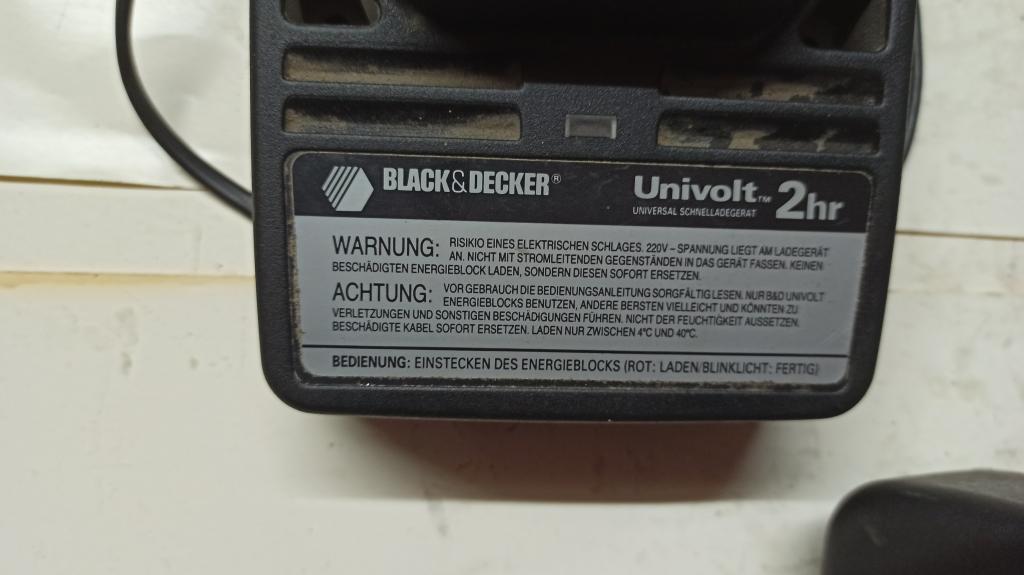 BLACK&DECKER®
Univolt™ 2hr
UNIVERSAL SCHNELLADEGERAT
WARNUNG: RISIKIO EINES ELEKTRISCHEN SCHLAGES. 220V – SPANNUNG LIEGT AM LADEGERÄT
AN. NICHT MIT STROMLEITENDEN GEGENSTÄNDEN IN DAS GERÄT FASSEN. KEINEN
BESCHÄDIGTEN ENERGIEBLOCK LADEN, SONDERN DIESEN SOFORT ERSETZEN.
ACHTUNG: VOR GEBRAUCH DIE BEDIENUNGSANLEITUNG SORGFÄLTIG LESEN. NUR B&D UNIVOLT
ENERGIEBLOCKS BENUTZEN, ANDERE BERSTEN VIELLEICHT UND KÖNNTEN ZU
VERLETZUNGEN UND SONSTIGEN BESCHÄDIGUNGEN FÜHREN. NICHT DER FEUCHTIGKEIT AUSSETZEN.
BESCHÄDIGTE KABEL SOFORT ERSETZEN. LADEN NUR ZWISCHEN 4°C UND 40°C.
BEDIENUNG: EINSTECKEN DES ENERGIEBLOCKS (ROT: LADEN/BLINKLICHT: FERTIG)